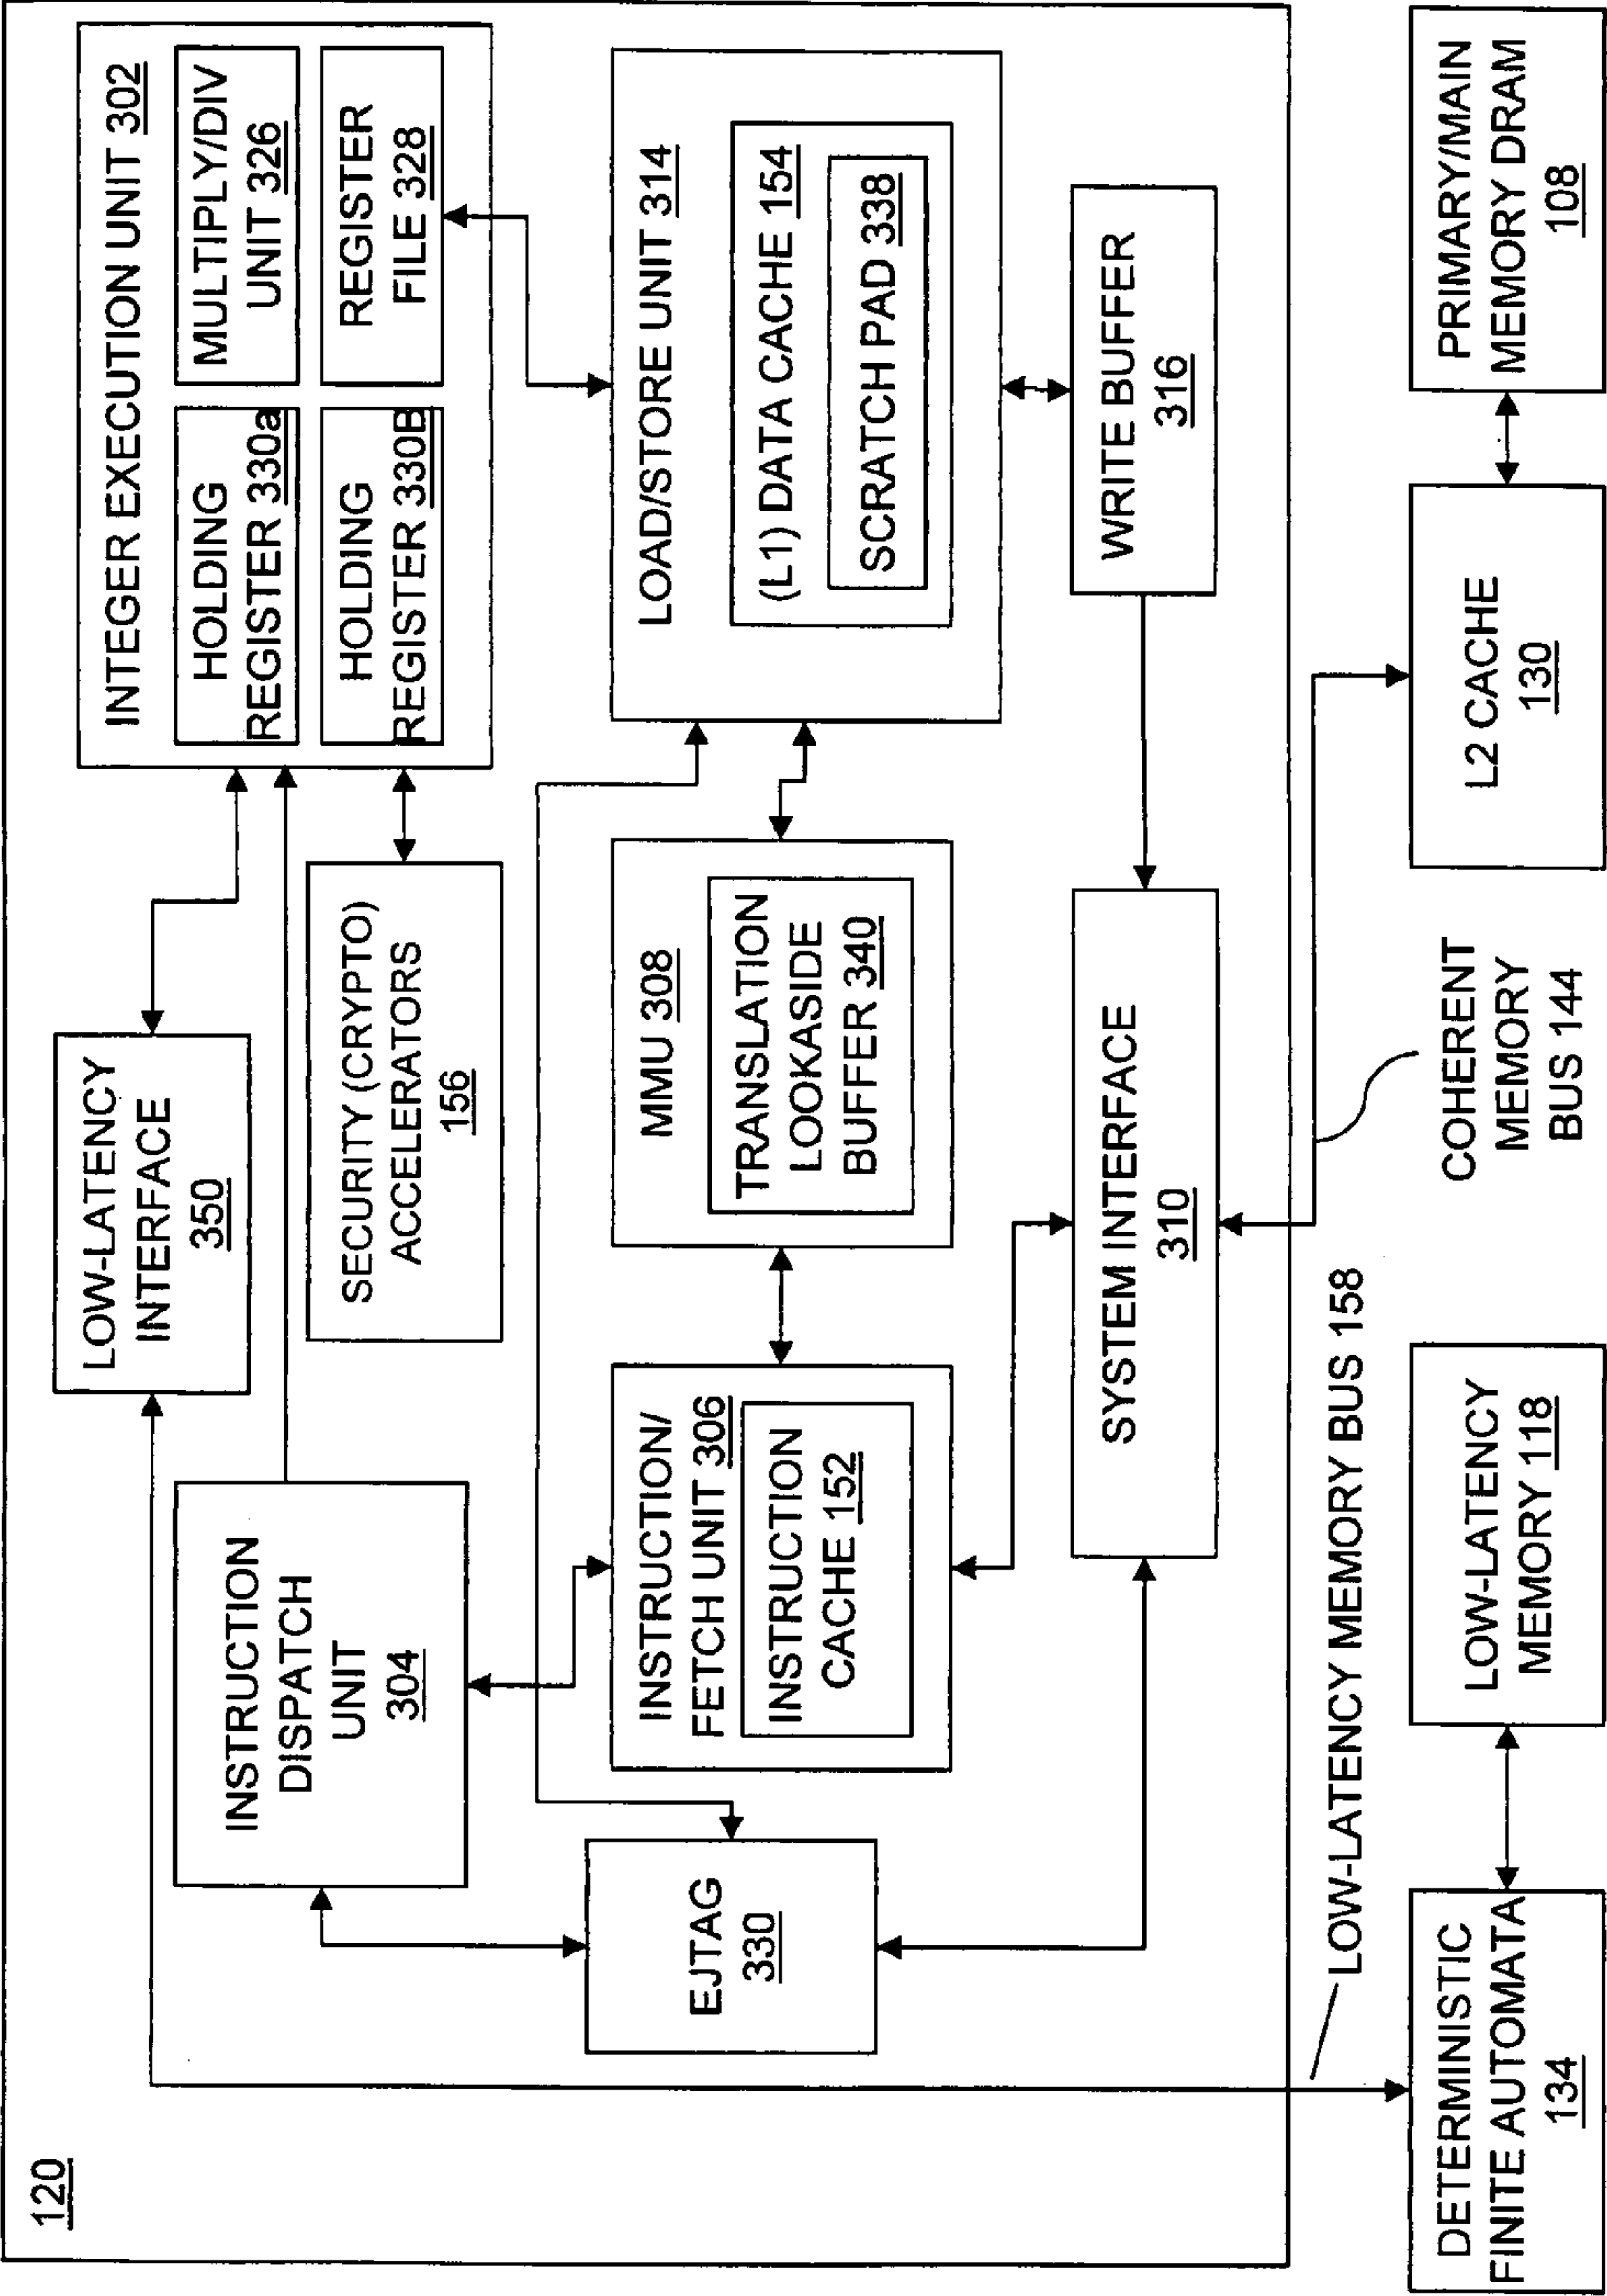 120
LOW-LATENCY
INTERFACE
350
INTEGER EXECUTION UNIT 302
HOLDING
REGISTER 330a
MULTIPLY/DIV
UNIT 326
HOLDING
REGISTER 330B
REGISTER
FILE 328
INSTRUCTION
DISPATCH
UNIT
304
SECURITY (CRYPTO)
ACCELERATORS
156
EJTAG
330
INSTRUCTION/
FETCH UNIT 306
INSTRUCTION
CACHE 152
MMU 308
TRANSLATION
LOOKASIDE
BUFFER 340
LOAD/STORE UNIT 314
(L1) DATA CACHE 154
SCRATCH PAD 338
SYSTEM INTERFACE
310
WRITE BUFFER
316
LOW-LATENCY MEMORY BUS 158
COHERENT
MEMORY
BUS 144
DETERMINISTIC
FINITE AUTOMATA
134
LOW-LATENCY
MEMORY 118
L2 CACHE
130
PRIMARY/MAIN
MEMORY DRAM
108